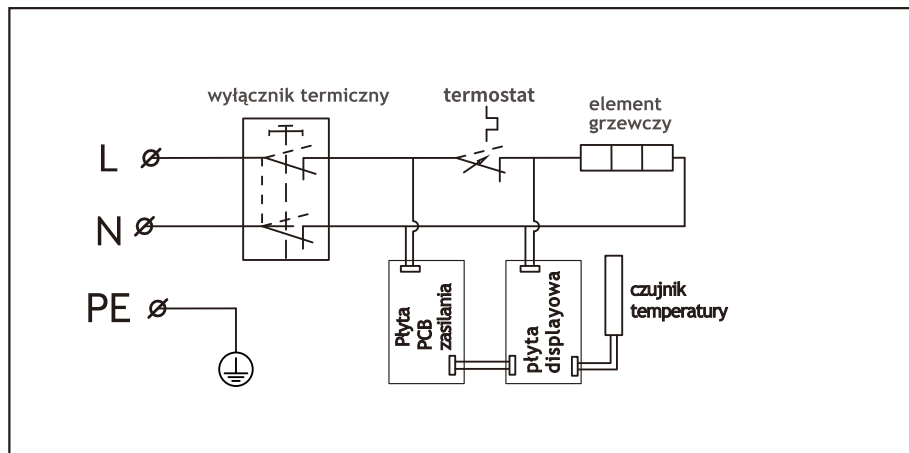 wyłącznik termiczny
termostat
element
grzewczy
L
N
PE
Płyta
PCB
zasilania
płyta
displayowa
czujnik
temperatury